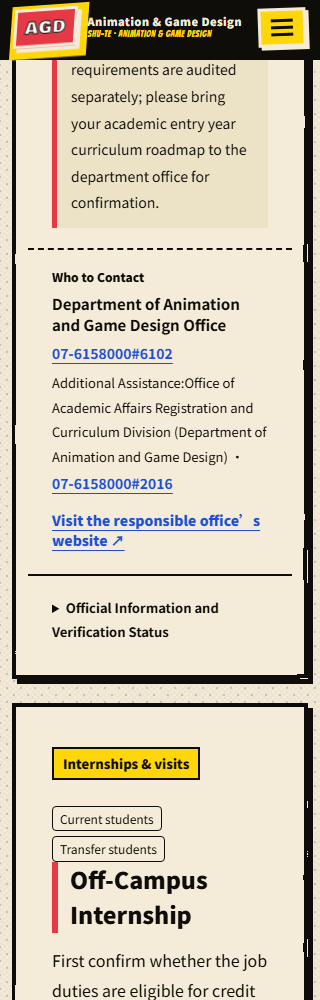 AGD
Animation & Game Design
SHU-TE · ANIMATION & GAME DESIGN
requirements are audited
separately; please bring
your academic entry year
curriculum roadmap to the
department office for
confirmation.
Who to Contact
Department of Animation
and Game Design Office
07-6158000#6102
Additional Assistance:Office of
Academic Affairs Registration and
Curriculum Division (Department of
Animation and Game Design) ・
07-6158000#2016
Visit the responsible office’s
website ↗
▶ Official Information and
Verification Status
Internships & visits
Current students
Transfer students
Off-Campus
Internship
First confirm whether the job
duties are eligible for credit